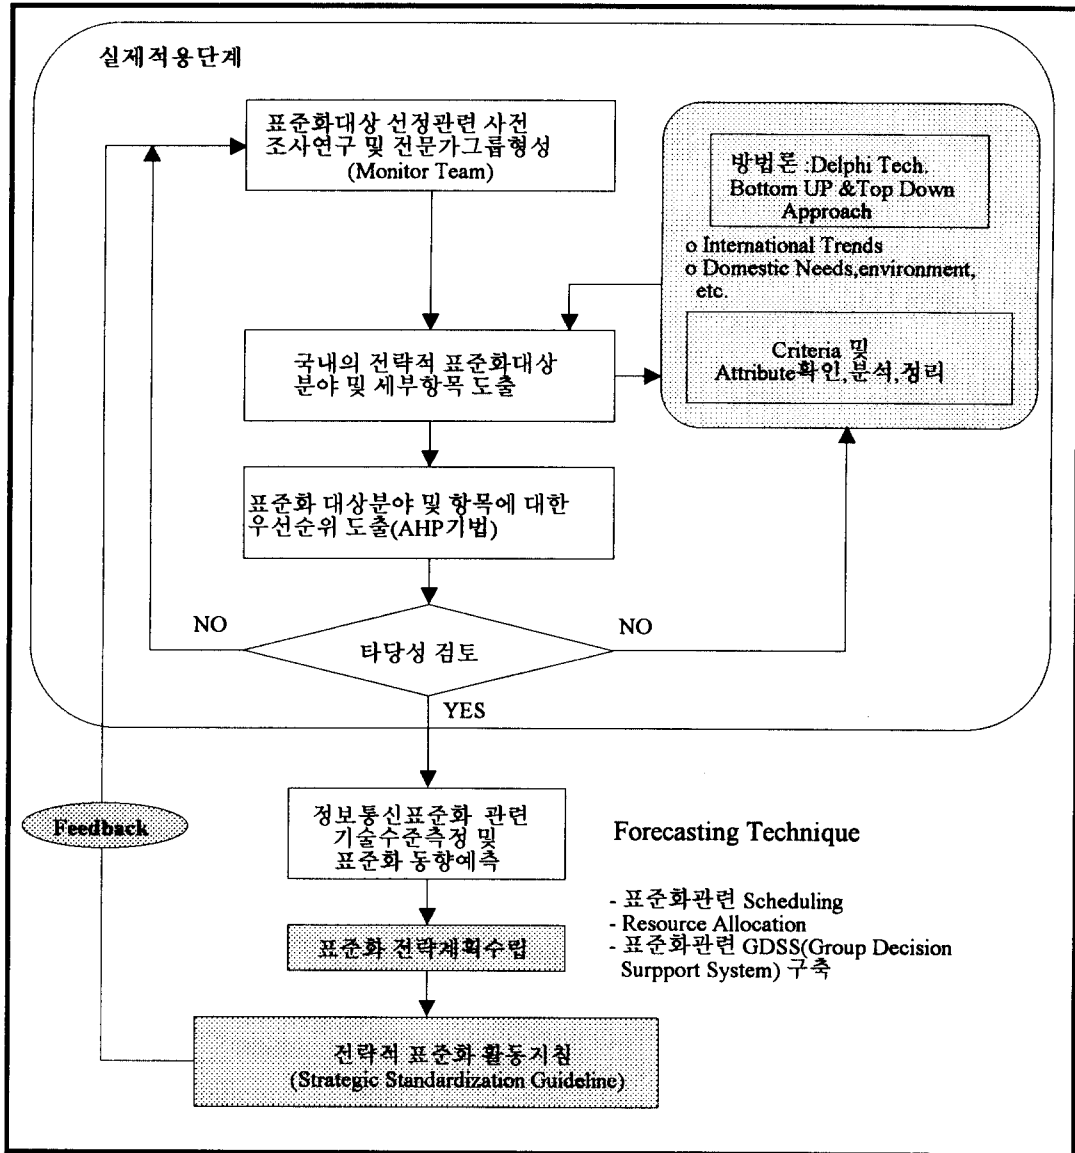 실제적용단계
표준화대상 선정관련 사전
조사연구 및 전문가그룹형성
(Monitor Team)
방법론 :Delphi Tech.
Bottom UP &Top Down
Approach
o International Trends
o Domestic Needs,environment,
etc.
Criteria 및
Attribute확인,분석,정리
국내의 전략적 표준화대상
분야 및 세부항목 도출
표준화 대상분야 및 항목에 대한
우선순위 도출(AHP기법)
NO
타당성 검토
NO
YES
정보통신표준화 관련
기술수준측정 및
표준화 동향예측
Feedback
Forecasting Technique
- 표준화관련 Scheduling
- Resource Allocation
- 표준화관련 GDSS(Group Decision
Surpport System) 구축
표준화 전략계획수립
전략적 표준화 활동지침
(Strategic Standardization Guideline)